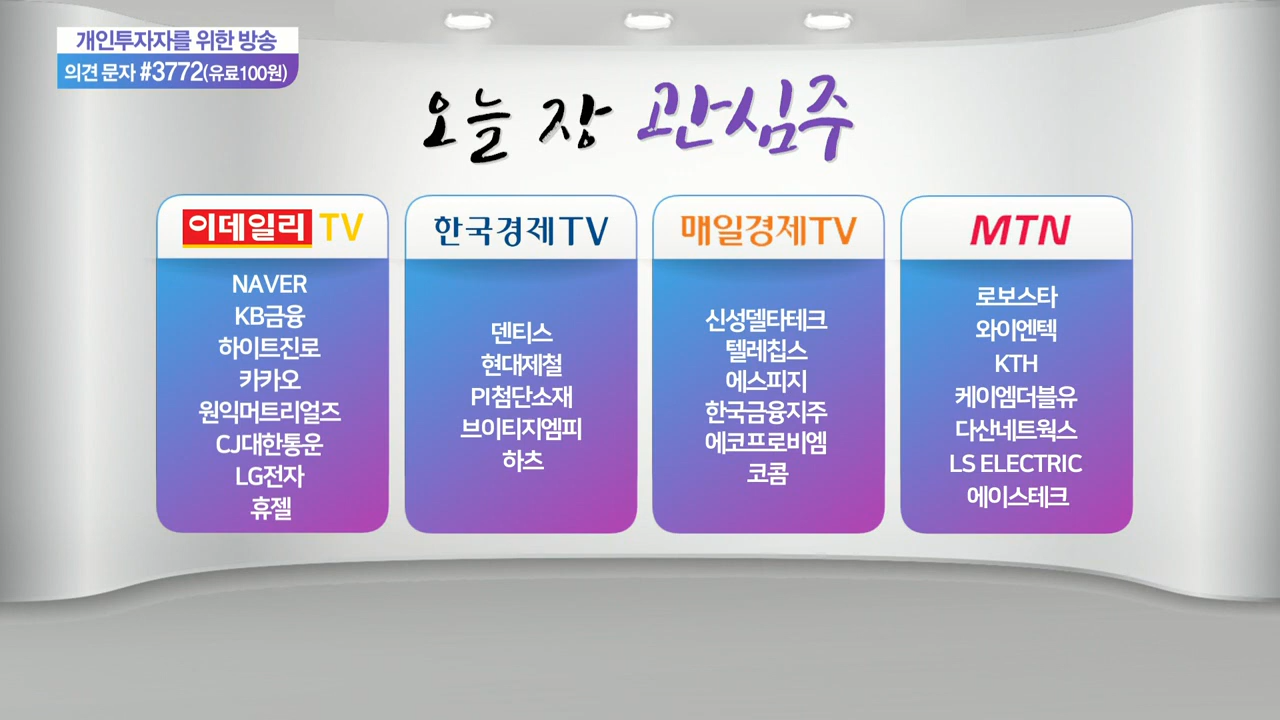 개인투자자를 위한 방송
의견 문자 #3772(유료100원)
오늘 장 관심주
이데일리 TV
NAVER
KB금융
하이트진로
카카오
원익머트리얼즈
CJ대한통운
LG전자
휴젤
한국경제TV
덴티스
현대제철
PI첨단소재
브이티지엠피
하츠
매일경제TV
신성델타테크
텔레칩스
에스피지
한국금융지주
에코프로비엠
코콤
MTN
로보스타
와이엔텍
KTH
케이엠더블유
다산네트웍스
LS ELECTRIC
에이스테크